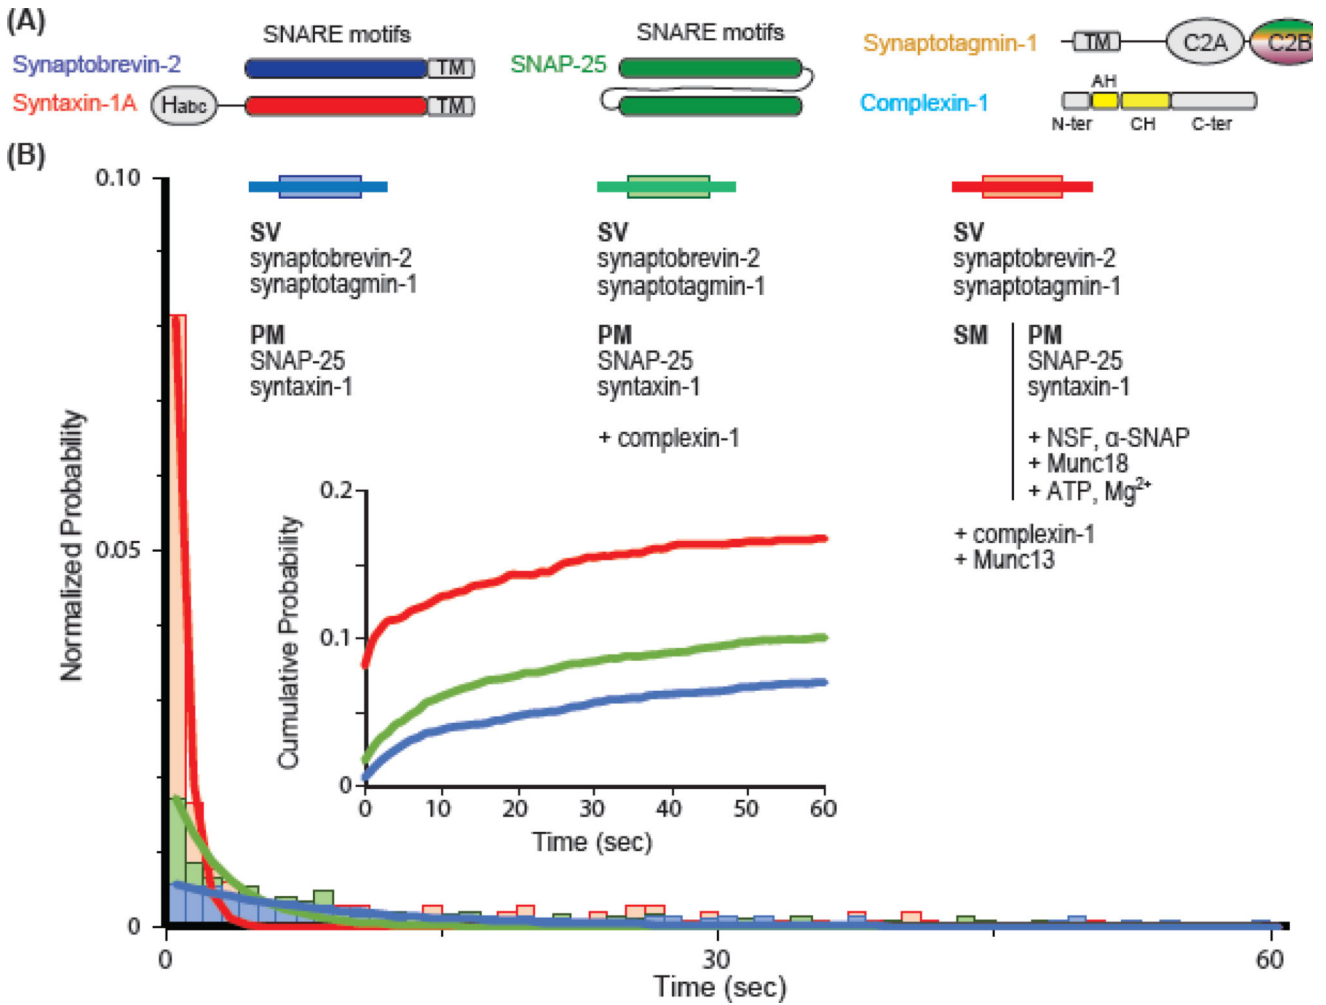 (A)
SNARE motifs
Synaptobrevin-2
TM
Syntaxin-1A
Habc
TM
SNARE motifs
SNAP-25
Synaptotagmin-1
TM
C2A
C2B
Complexin-1
AH
N-ter
CH
C-ter
(B)
Normalized Probability
0.10
0.05
0
0
30
60
Time (sec)
SV
synaptobrevin-2
synaptotagmin-1
PM
SNAP-25
syntaxin-1
SV
synaptobrevin-2
synaptotagmin-1
PM
SNAP-25
syntaxin-1
+ complexin-1
SV
synaptobrevin-2
synaptotagmin-1
SM
PM
SNAP-25
syntaxin-1
+ NSF, α-SNAP
+ Munc18
+ ATP, Mg²⁺
+ complexin-1
+ Munc13
Cumulative Probability
0.2
0.1
0
0
10
20
30
40
50
60
Time (sec)